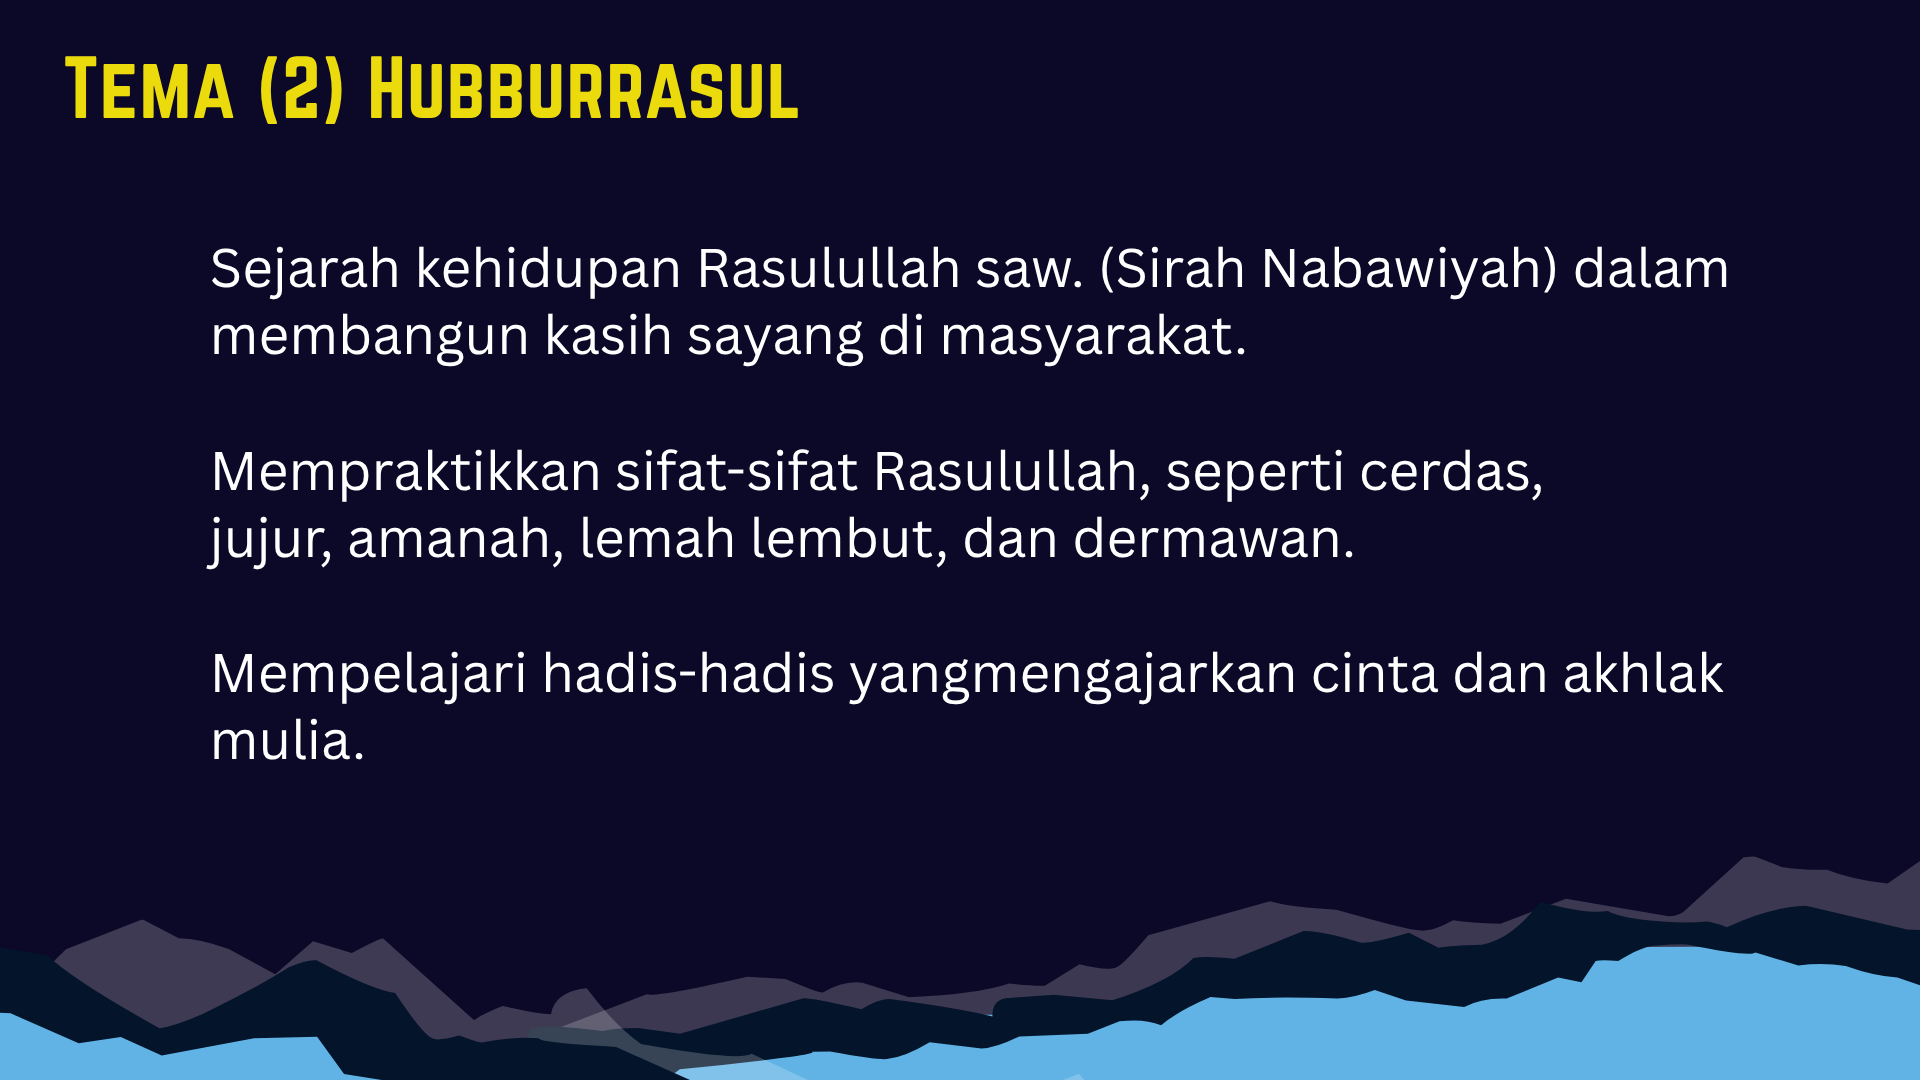 Tema (2) Hubburrasul
Sejarah kehidupan Rasulullah saw. (Sirah Nabawiyah) dalam
membangun kasih sayang di masyarakat.
Mempraktikkan sifat-sifat Rasulullah, seperti cerdas,
jujur, amanah, lemah lembut, dan dermawan.
Mempelajari hadis-hadis yangmengajarkan cinta dan akhlak
mulia.